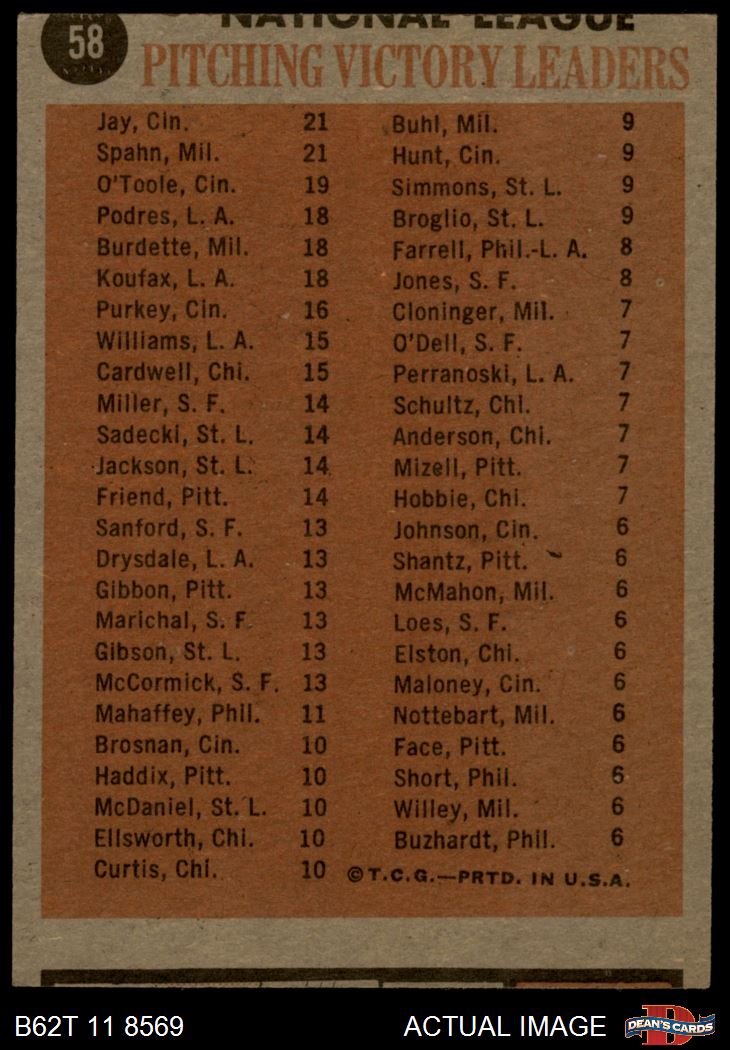 58
NATIONAL LEAGUE
PITCHING VICTORY LEADERS
Jay, Cin. 21
Spahn, Mil. 21
O'Toole, Cin. 19
Podres, L. A. 18
Burdette, Mil. 18
Koufax, L. A. 18
Purkey, Cin. 16
Williams, L. A. 15
Cardwell, Chi. 15
Miller, S. F. 14
Sadecki, St. L. 14
Jackson, St. L. 14
Friend, Pitt. 14
Sanford, S. F. 13
Drysdale, L. A. 13
Gibbon, Pitt. 13
Marichal, S. F. 13
Gibson, St. L. 13
McCormick, S. F. 13
Mahaffey, Phil. 11
Brosnan, Cin. 10
Haddix, Pitt. 10
McDaniel, St. L. 10
Ellsworth, Chi. 10
Curtis, Chi. 10
Buhl, Mil. 9
Hunt, Cin. 9
Simmons, St. L. 9
Broglio, St. L. 9
Farrell, Phil.-L. A. 8
Jones, S. F. 8
Cloninger, Mil. 7
O'Dell, S. F. 7
Perranoski, L. A. 7
Schultz, Chi. 7
Anderson, Chi. 7
Mizell, Pitt. 7
Hobbie, Chi. 7
Johnson, Cin. 6
Shantz, Pitt. 6
McMahon, Mil. 6
Loes, S. F. 6
Elston, Chi. 6
Maloney, Cin. 6
Nottebart, Mil. 6
Face, Pitt. 6
Short, Phil. 6
Willey, Mil. 6
Buzhardt, Phil. 6
©T.C.G.—PRTD. IN U.S.A.
B62T 11 8569 ACTUAL IMAGE DEAN'S CARDS